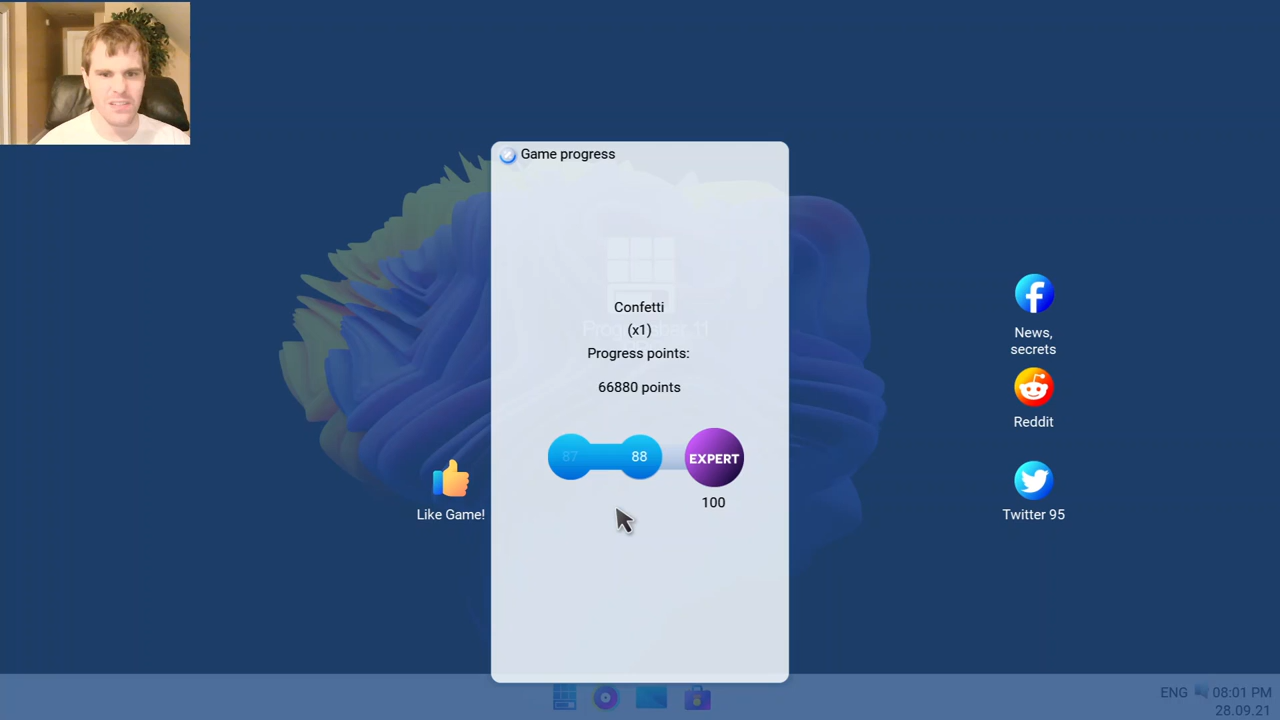 Game progress
Confetti
(x1)
Progress points:
66880 points
87
88
EXPERT
100
News,
secrets
Reddit
Like Game!
Twitter 95
ENG 08:01 PM
28.09.21